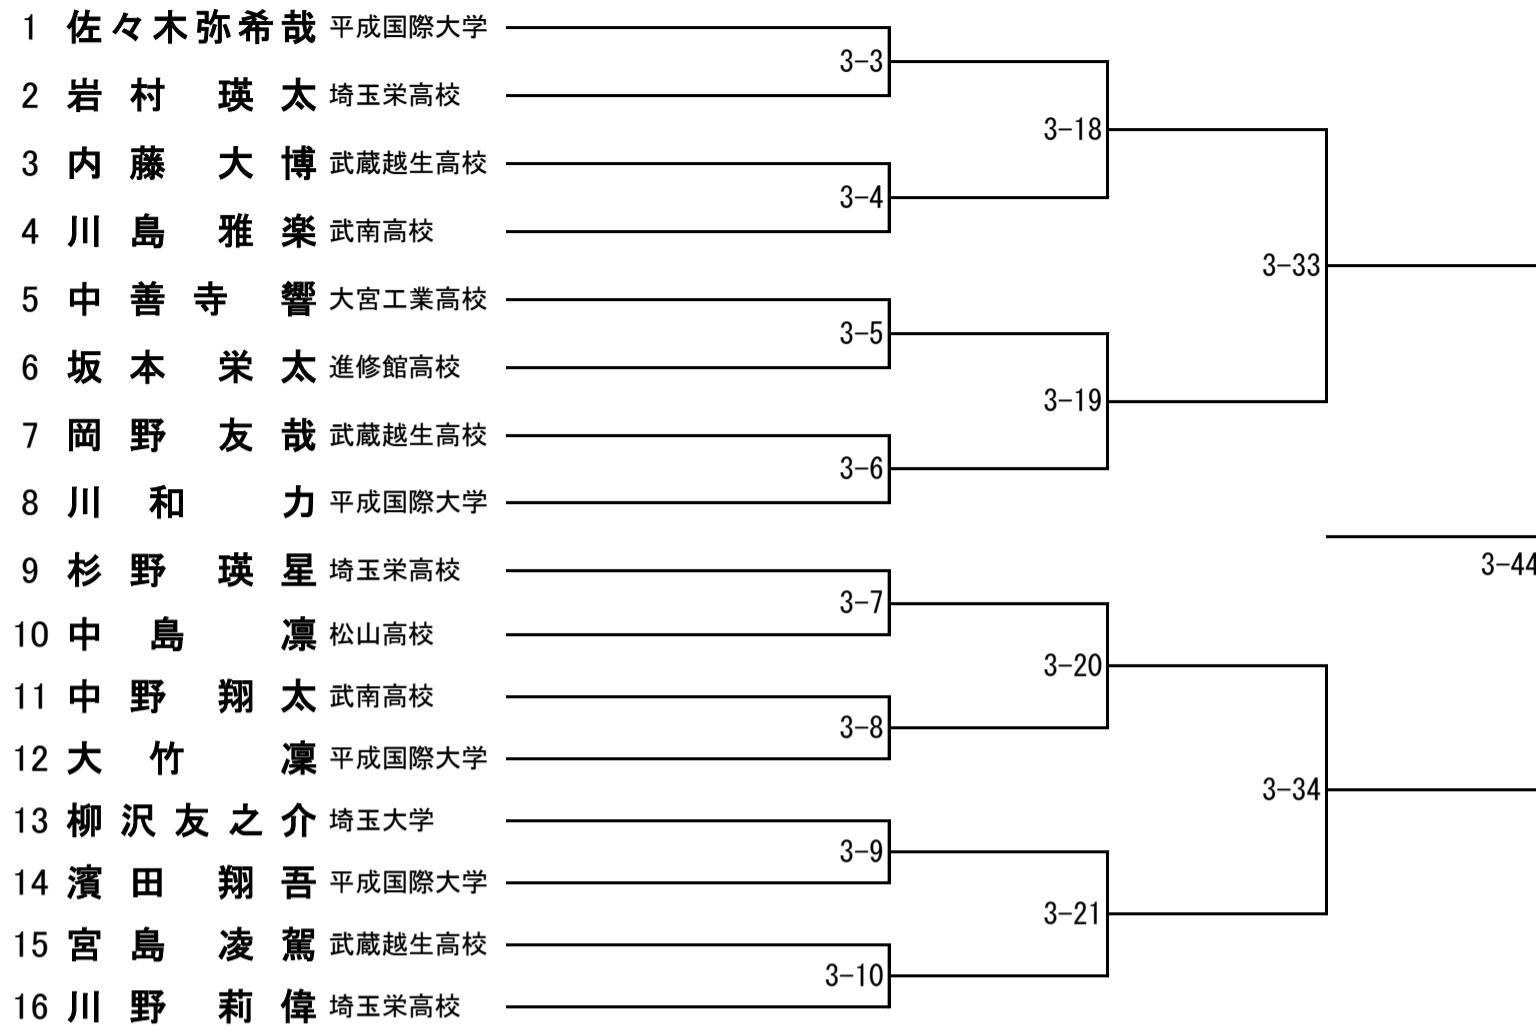 1 佐々木弥希哉 平成国際大学
2 岩村 瑛太 埼玉栄高校
3 内藤 大博 武蔵越生高校
4 川島 雅楽 武南高校
5 中善寺 響 大宮工業高校
6 坂本 栄太 進修館高校
7 岡野 友哉 武蔵越生高校
8 川和 力 平成国際大学
9 杉野 瑛星 埼玉栄高校
10 中島 凛 松山高校
11 中野 翔太 武南高校
12 大竹 凜 平成国際大学
13 柳沢友之介 埼玉大学
14 濱田 翔吾 平成国際大学
15 宮島 凌駕 武蔵越生高校
16 川野 莉偉 埼玉栄高校
3-3
3-4
3-5
3-6
3-7
3-8
3-9
3-10
3-18
3-19
3-20
3-21
3-33
3-34
3-44